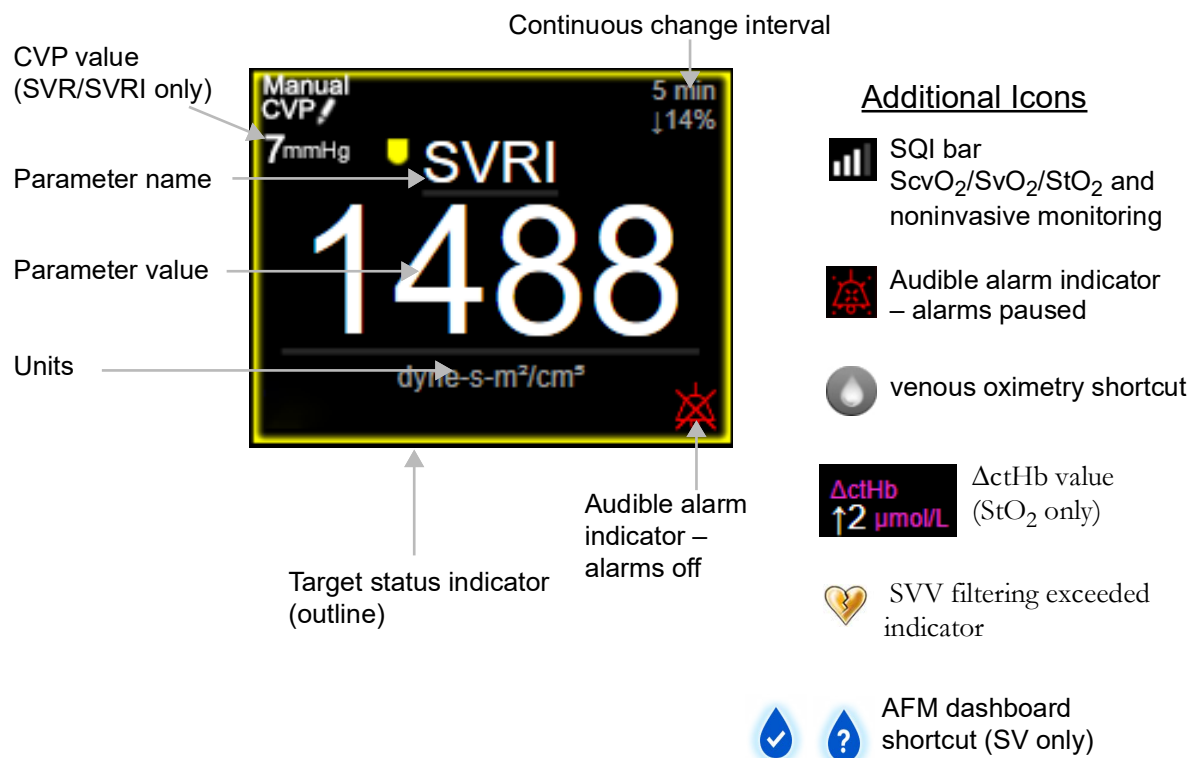 Continuous change interval
CVP value
(SVR/SVRI only)
Manual
CVP
7mmHg
5 min
↓14%
SVRI
Parameter name
1488
Parameter value
Units
dyne-s-m²/cm⁵
Audible alarm
indicator –
alarms off
Target status indicator
(outline)
Additional Icons
SQI bar
ScvO₂/SvO₂/StO₂ and
noninvasive monitoring
Audible alarm indicator
– alarms paused
venous oximetry shortcut
ΔctHb
↑2 µmol/L
ΔctHb value
(StO₂ only)
SVV filtering exceeded
indicator
?
AFM dashboard
shortcut (SV only)